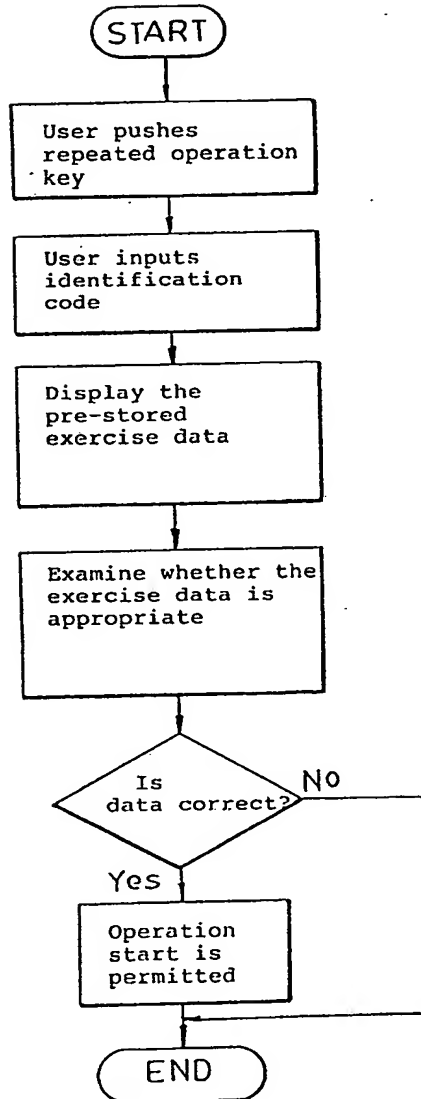 START
User pushes
repeated operation
key
User inputs
identification
code
Display the
pre-stored
exercise data
Examine whether the
exercise data is
appropriate
Is
data correct?
No
Yes
Operation
start is
permitted
END